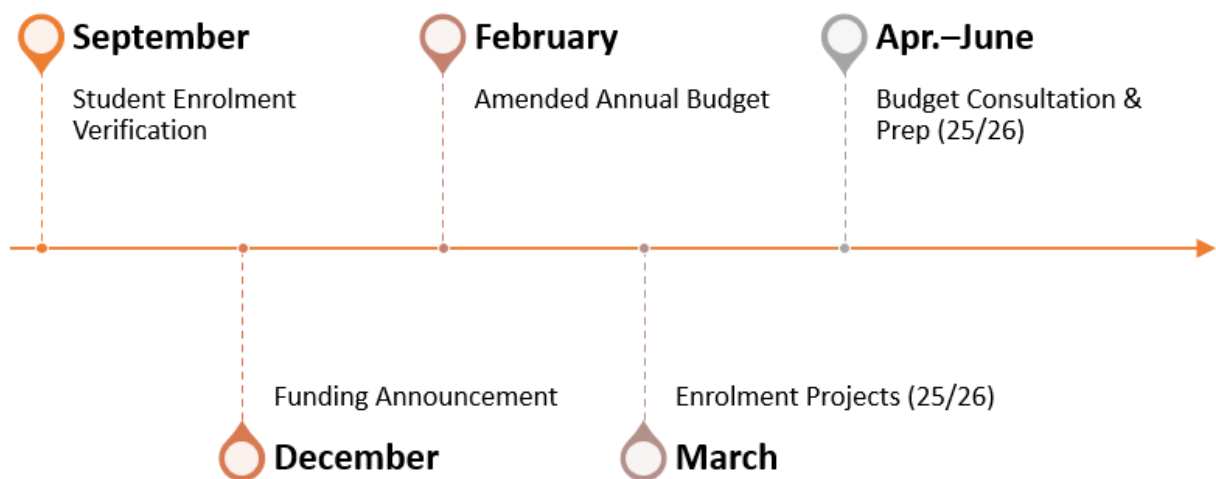 September
Student Enrolment
Verification
February
Amended Annual Budget
Apr.–June
Budget Consultation &
Prep (25/26)
Funding Announcement
December
Enrolment Projects (25/26)
March